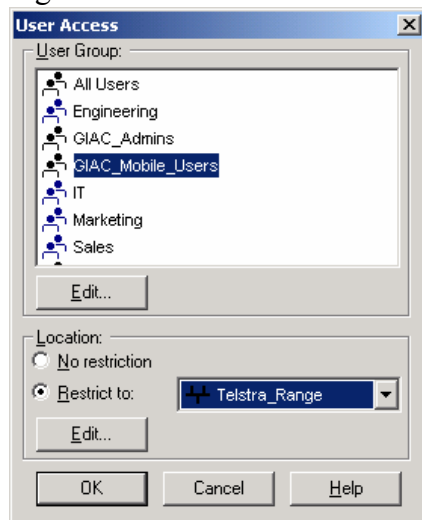 User Access
User Group:
All Users
Engineering
GIAC_Admins
GIAC_Mobile_Users
IT
Marketing
Sales
Edit...
Location:
No restriction
Restrict to: Telstra_Range
Edit...
OK Cancel Help